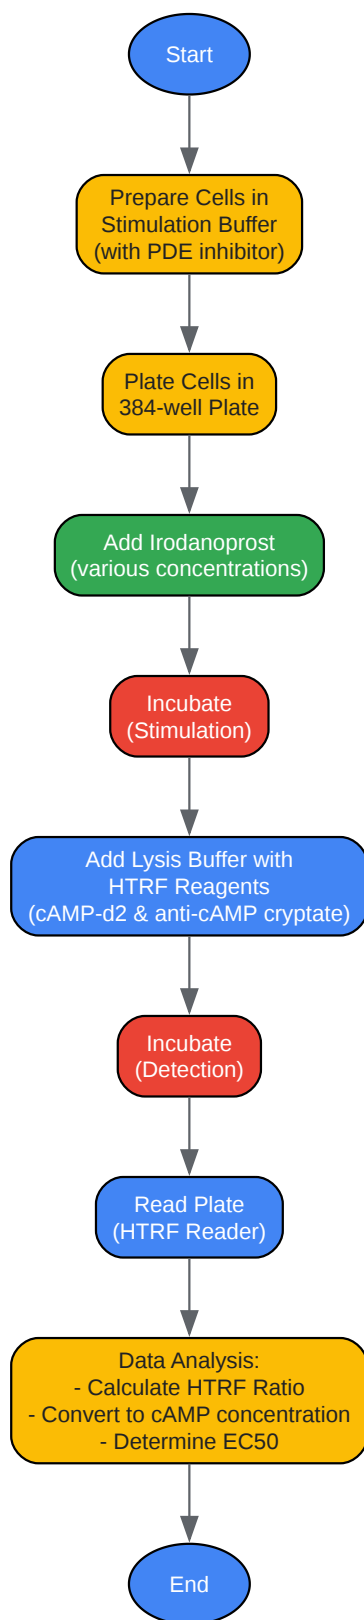 Start
Prepare Cells in
Stimulation Buffer
(with PDE inhibitor)
Plate Cells in
384-well Plate
Add Irodanoprost
(various concentrations)
Incubate
(Stimulation)
Add Lysis Buffer with
HTRF Reagents
(cAMP-d2 & anti-cAMP cryptate)
Incubate
(Detection)
Read Plate
(HTRF Reader)
Data Analysis:
- Calculate HTRF Ratio
- Convert to cAMP concentration
- Determine EC50
End